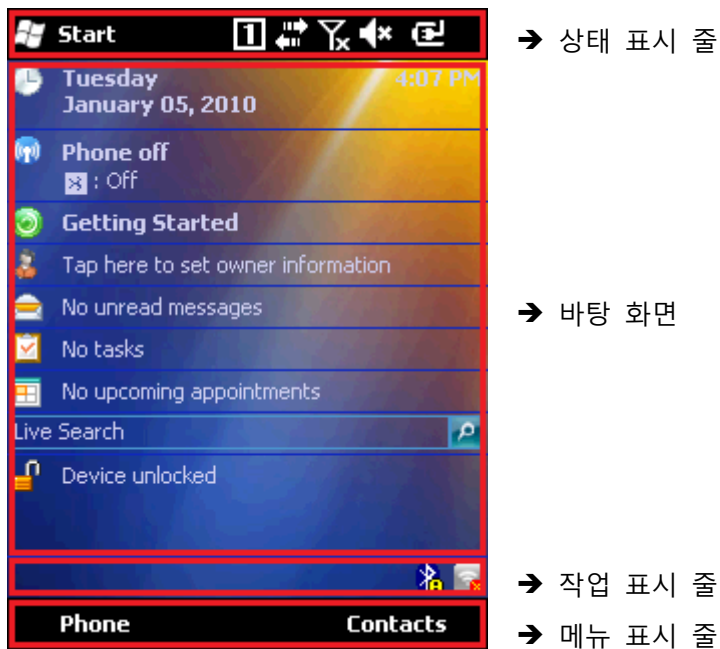 Start 1
➔ 상태 표시 줄
Tuesday 4:07 PM
January 05, 2010
Phone off
: Off
Getting Started
Tap here to set owner information
No unread messages
➔ 바탕 화면
No tasks
No upcoming appointments
Live Search
Device unlocked
➔ 작업 표시 줄
Phone Contacts
➔ 메뉴 표시 줄